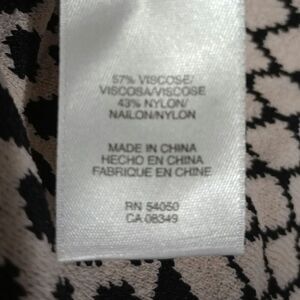 57% VISCOSE/
VISCOSA/VISCOSE
43% NYLON/
NAILON/NYLON
MADE IN CHINA
HECHO EN CHINA
FABRIQUE EN CHINE
RN 54050
CA 08349